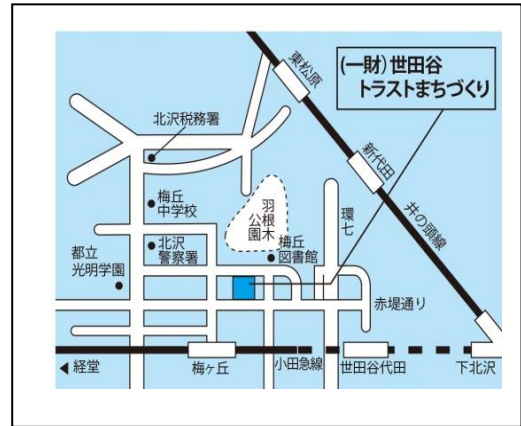 (一財)世田谷
トラストまちづくり
東松原
新代田
井の頭線
北沢税務署
梅丘
中学校
羽根木
公園
環七
梅丘
図書館
北沢
警察署
都立
光明学園
赤堤通り
◀経堂
梅ヶ丘
小田急線
世田谷代田
下北沢